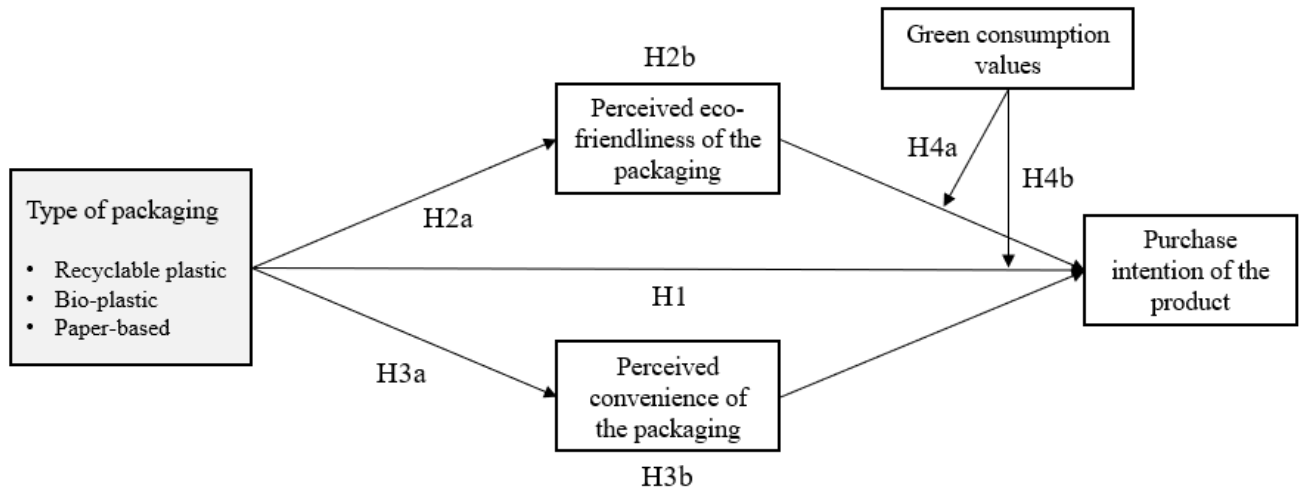 Green consumption
values
H2b
Perceived eco-
friendliness of the
packaging
H4a
H4b
Type of packaging
• Recyclable plastic
• Bio-plastic
• Paper-based
H2a
Purchase
intention of the
product
H1
H3a
Perceived
convenience of
the packaging
H3b